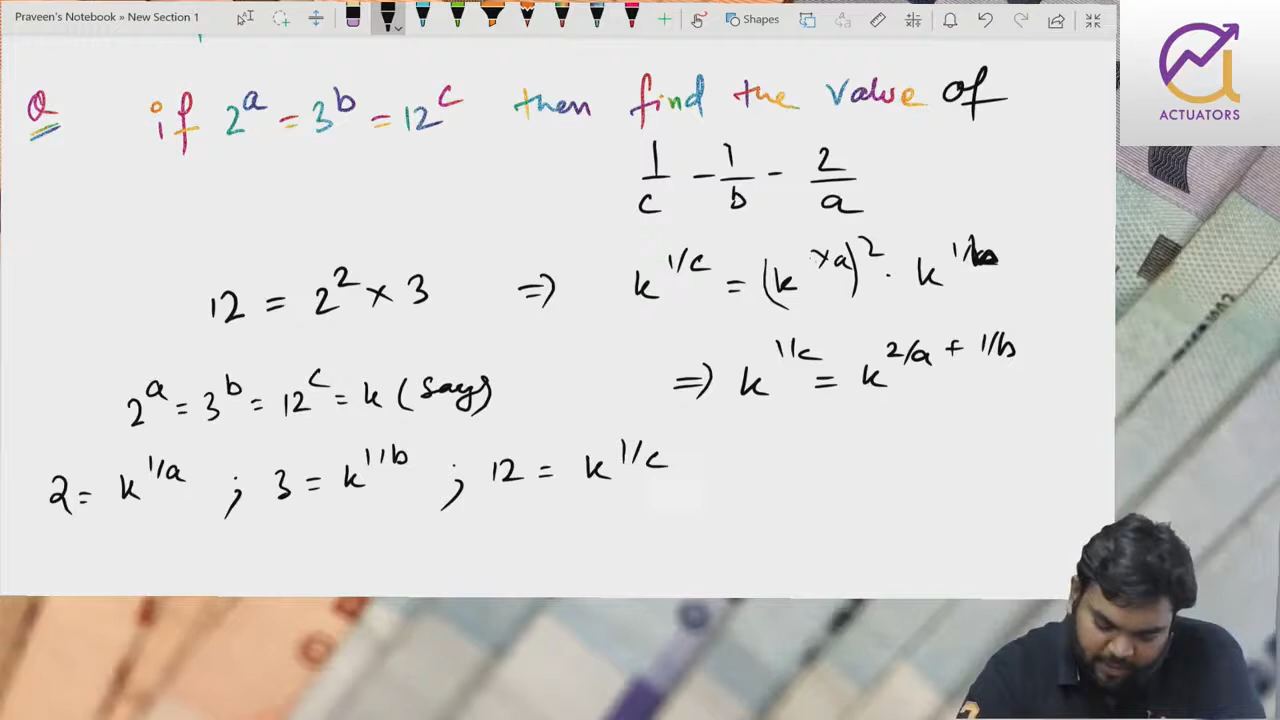 Praveen's Notebook » New Section 1
Shapes
ACTUATORS
Q if 2^a = 3^b = 12^c then find the value of
1/c - 1/b - 2/a
12 = 2^2 × 3 => k^1/c = (k^1/a)^2 · k^1/b
=> k^1/c = k^2/a + 1/b
2^a = 3^b = 12^c = k (say)
2 = k^1/a ; 3 = k^1/b ; 12 = k^1/c